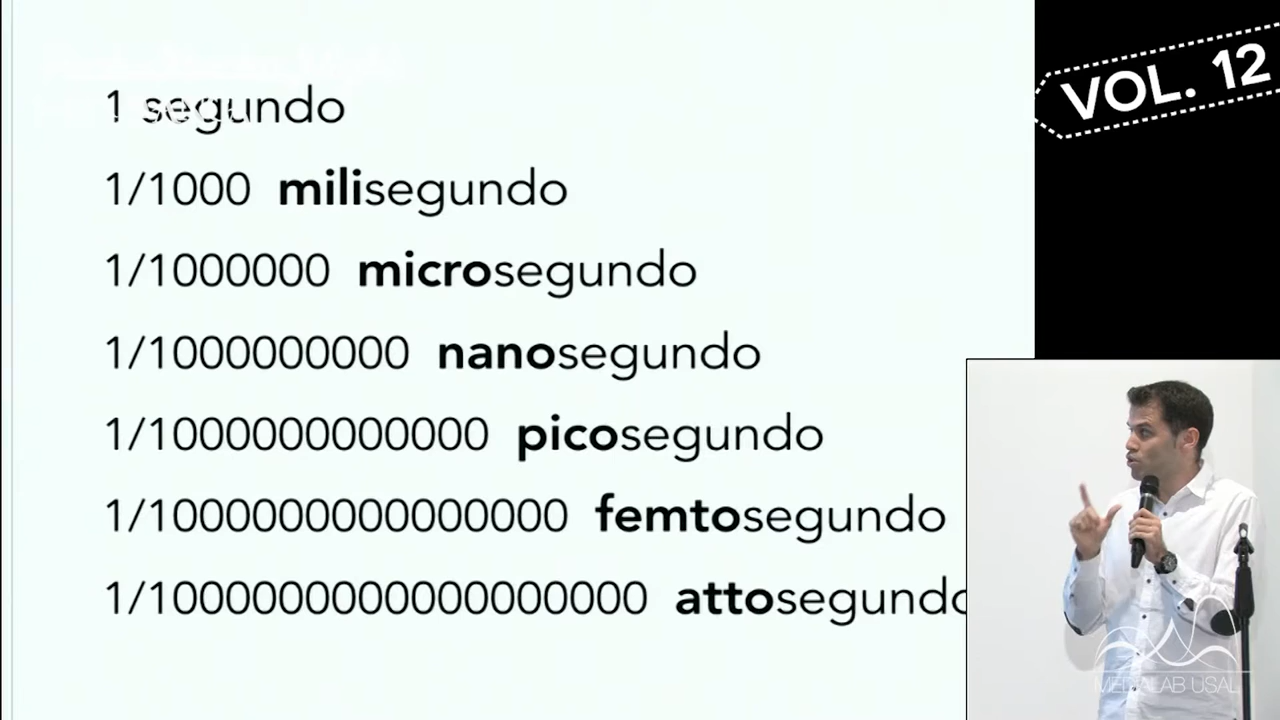 1 segundo
1/1000 milisegundo
1/1000000 microsegundo
1/1000000000 nanosegundo
1/1000000000000 picosegundo
1/1000000000000000 femtosegundo
1/1000000000000000000 attosegundo
VOL. 12
MEDIALAB USAL